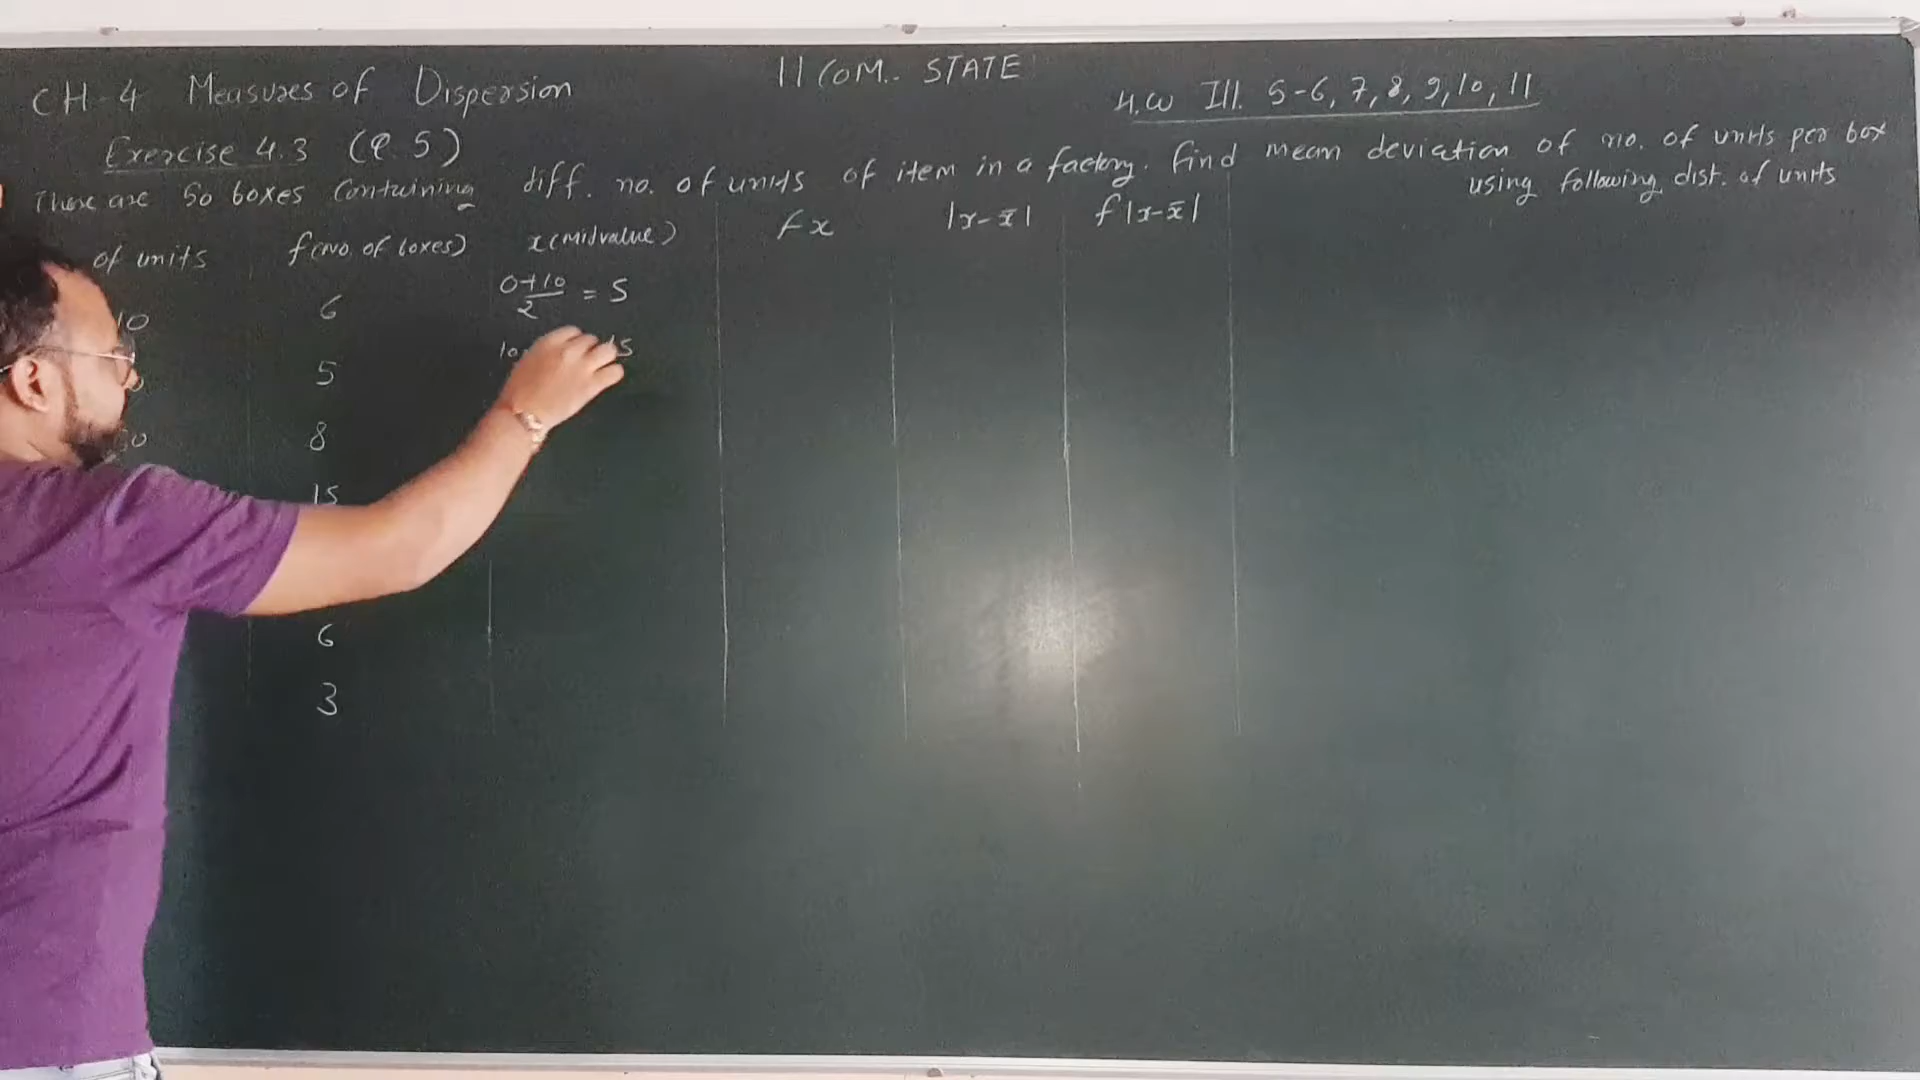 11 COM. STATE
CH-4 Measures of Dispersion
H.W Ill. 5-6, 7, 8, 9, 10, 11
Exercise 4.3 (Q.5)
There are 50 boxes containing diff. no. of units of item in a factory. Find mean deviation of no. of units per box
using following dist. of units
of units f(No. of boxes) x(midvalue) fx |x-x̄| f|x-x̄|
10 6 0+10/2 = 5
5 10 15
8
15
6
3